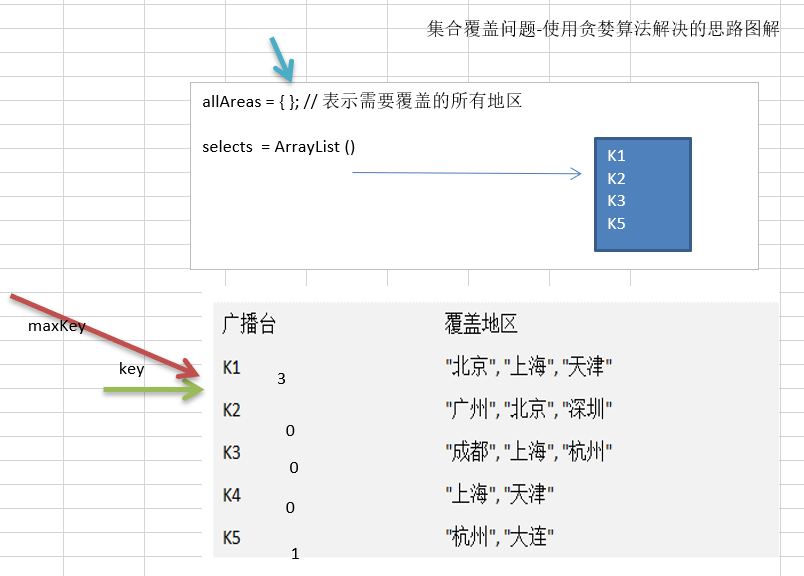 集合覆盖问题-使用贪婪算法解决的思路图解
allAreas = { }; // 表示需要覆盖的所有地区
selects = ArrayList ()
K1
K2
K3
K5
maxKey
key
广播台 覆盖地区
K1 3 "北京", "上海", "天津"
K2 0 "广州", "北京", "深圳"
K3 0 "成都", "上海", "杭州"
K4 0 "上海", "天津"
K5 1 "杭州", "大连"